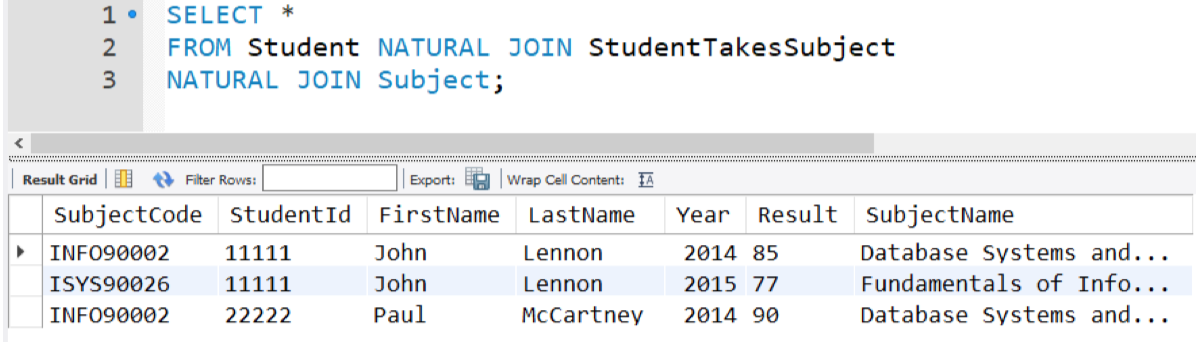 1 SELECT *
2 FROM Student NATURAL JOIN StudentTakesSubject
3 NATURAL JOIN Subject;
Result Grid Filter Rows: Export: Wrap Cell Content: IA
SubjectCode StudentId FirstName LastName Year Result SubjectName
INFO90002 11111 John Lennon 2014 85 Database Systems and...
ISYS90026 11111 John Lennon 2015 77 Fundamentals of Info...
INFO90002 22222 Paul McCartney 2014 90 Database Systems and...